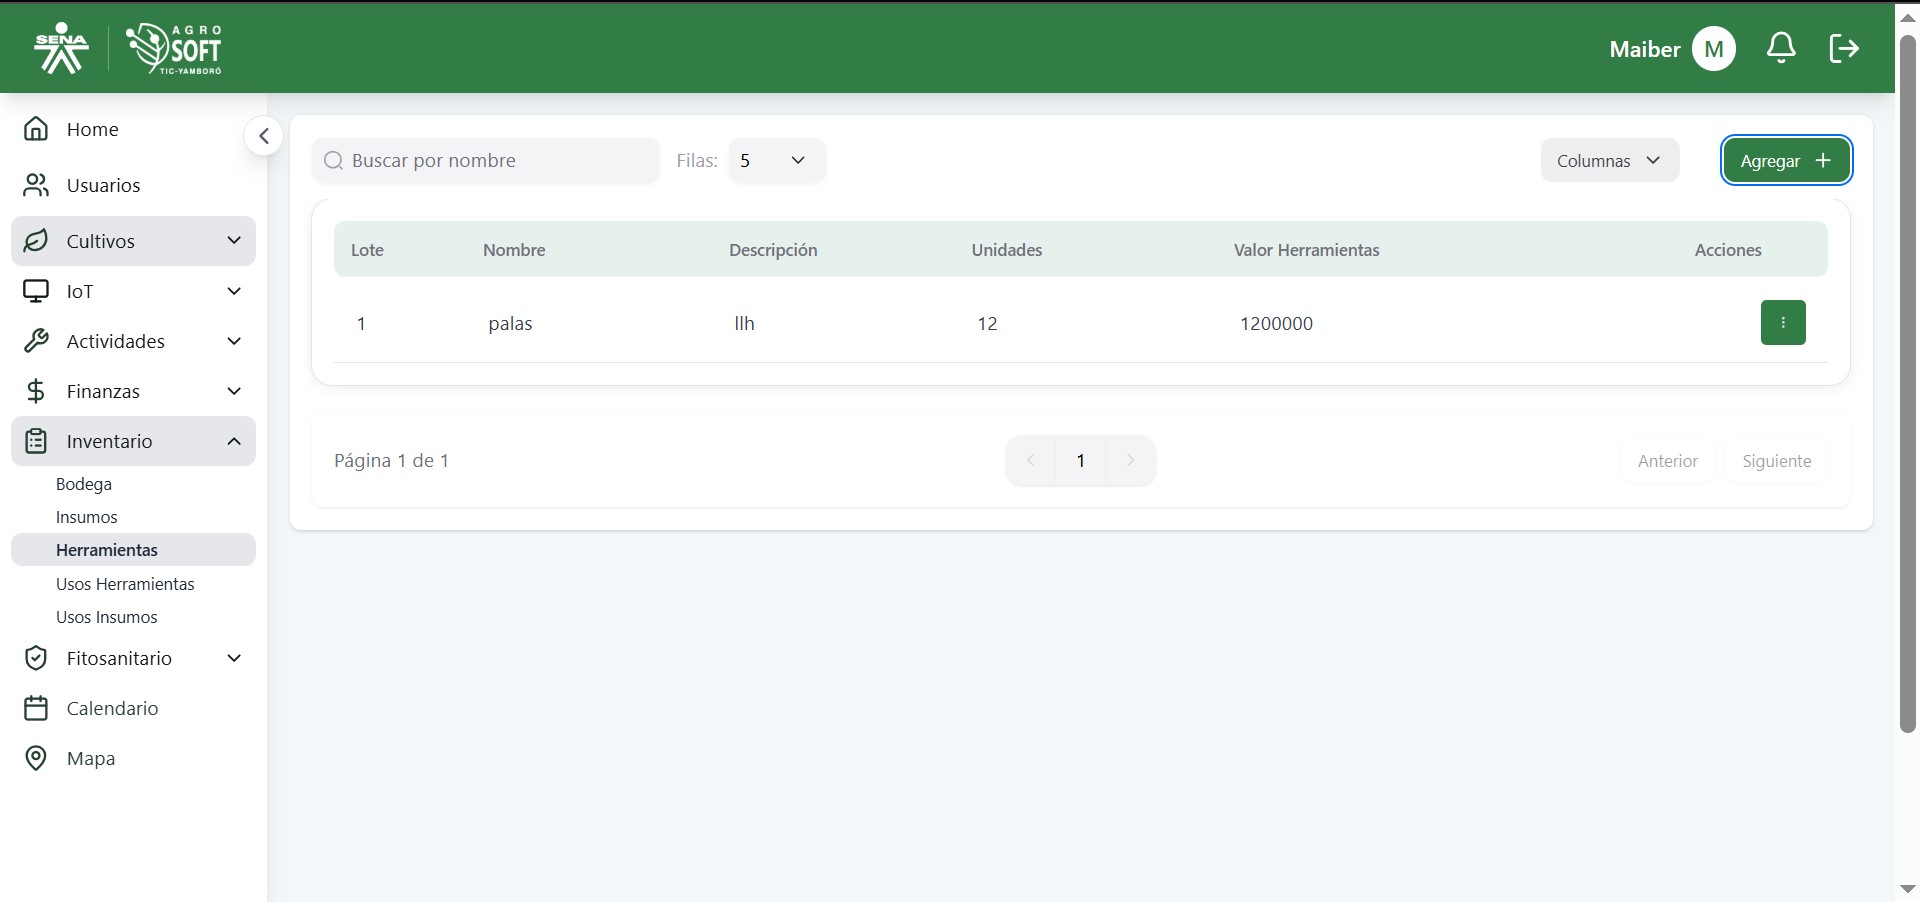 SENA
AGRO
SOFT
TIC-YAMBORÓ
Maiber M
Home
Usuarios
Cultivos
IoT
Actividades
Finanzas
Inventario
Bodega
Insumos
Herramientas
Usos Herramientas
Usos Insumos
Fitosanitario
Calendario
Mapa
Buscar por nombre Filas: 5 Columnas Agregar +
Lote Nombre Descripción Unidades Valor Herramientas Acciones
1 palas llh 12 1200000
Página 1 de 1 < 1 > Anterior Siguiente